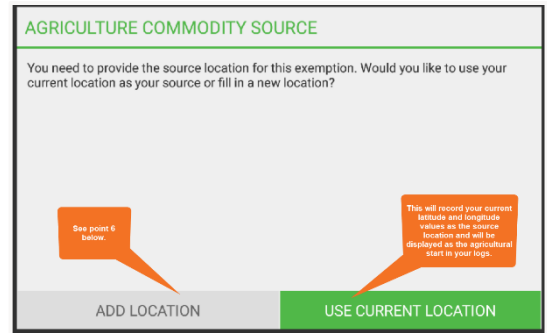 AGRICULTURE COMMODITY SOURCE
You need to provide the source location for this exemption. Would you like to use your
current location as your source or fill in a new location?
See point 6
below.
This will record your current
latitude and longitude
values as the source
location and will be
displayed as the agricultural
start in your logs.
ADD LOCATION
USE CURRENT LOCATION